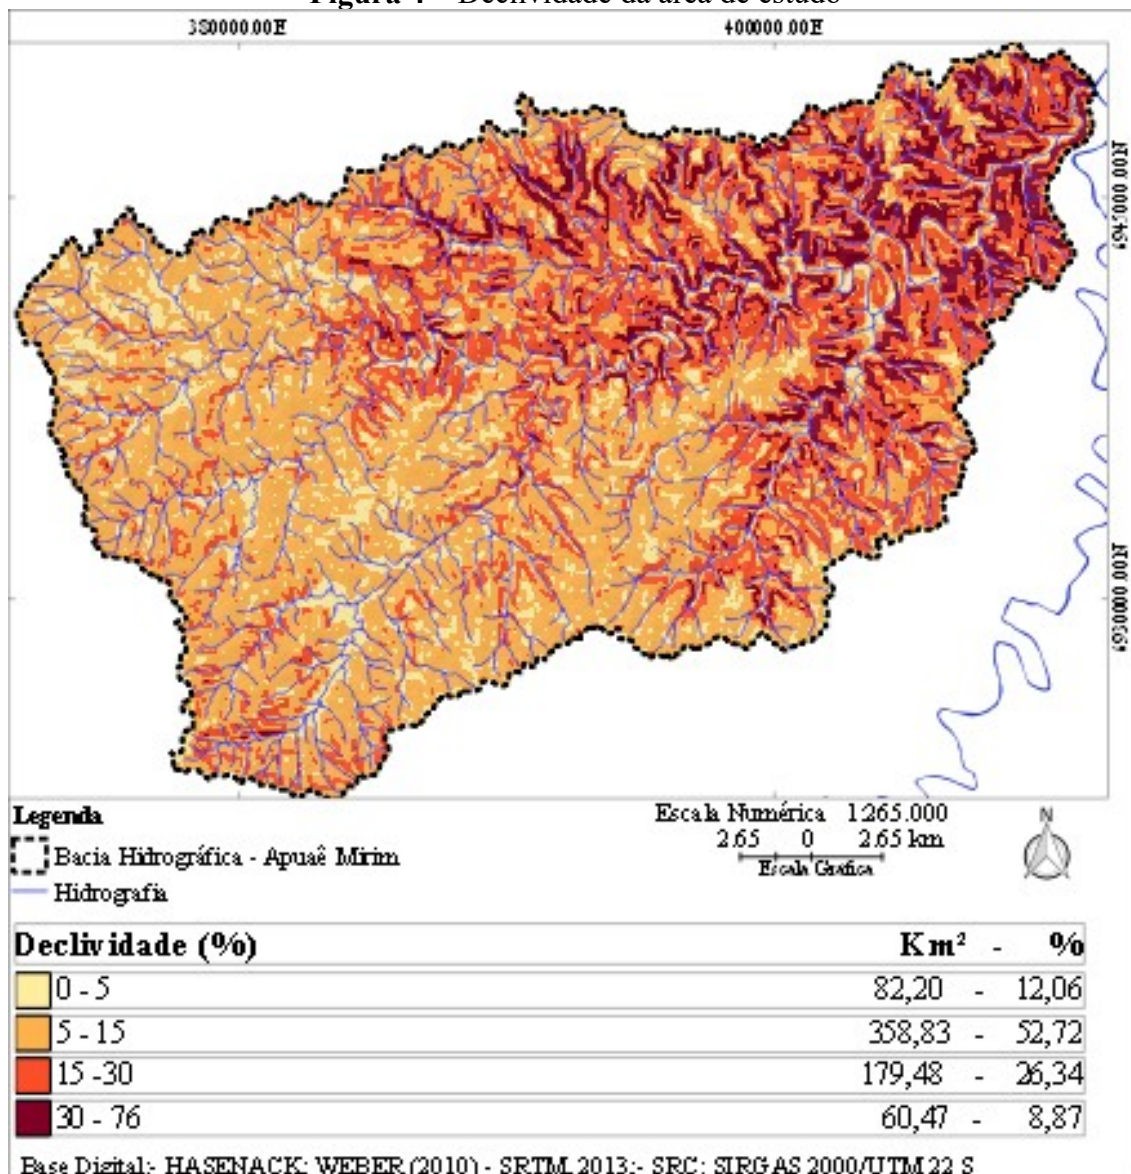 Figura 4 – Declividade da área de estudo
380000.00E 400000.00E
6945000.00N
6930000.00N
Legenda
Bacia Hidrográfica - Apuaê Mirim
Hidrografia
Escala Numérica 1:265.000
2.65 0 2.65 km
Escala Gráfica
N
Declividade (%) Km² - %
0 - 5 82,20 - 12,06
5 - 15 358,83 - 52,72
15 -30 179,48 - 26,34
30 - 76 60,47 - 8,87
Base Digital:- HASENACK; WEBER (2010) - SRTM, 2013;- SRC: SIRGAS 2000/UTM 22 S